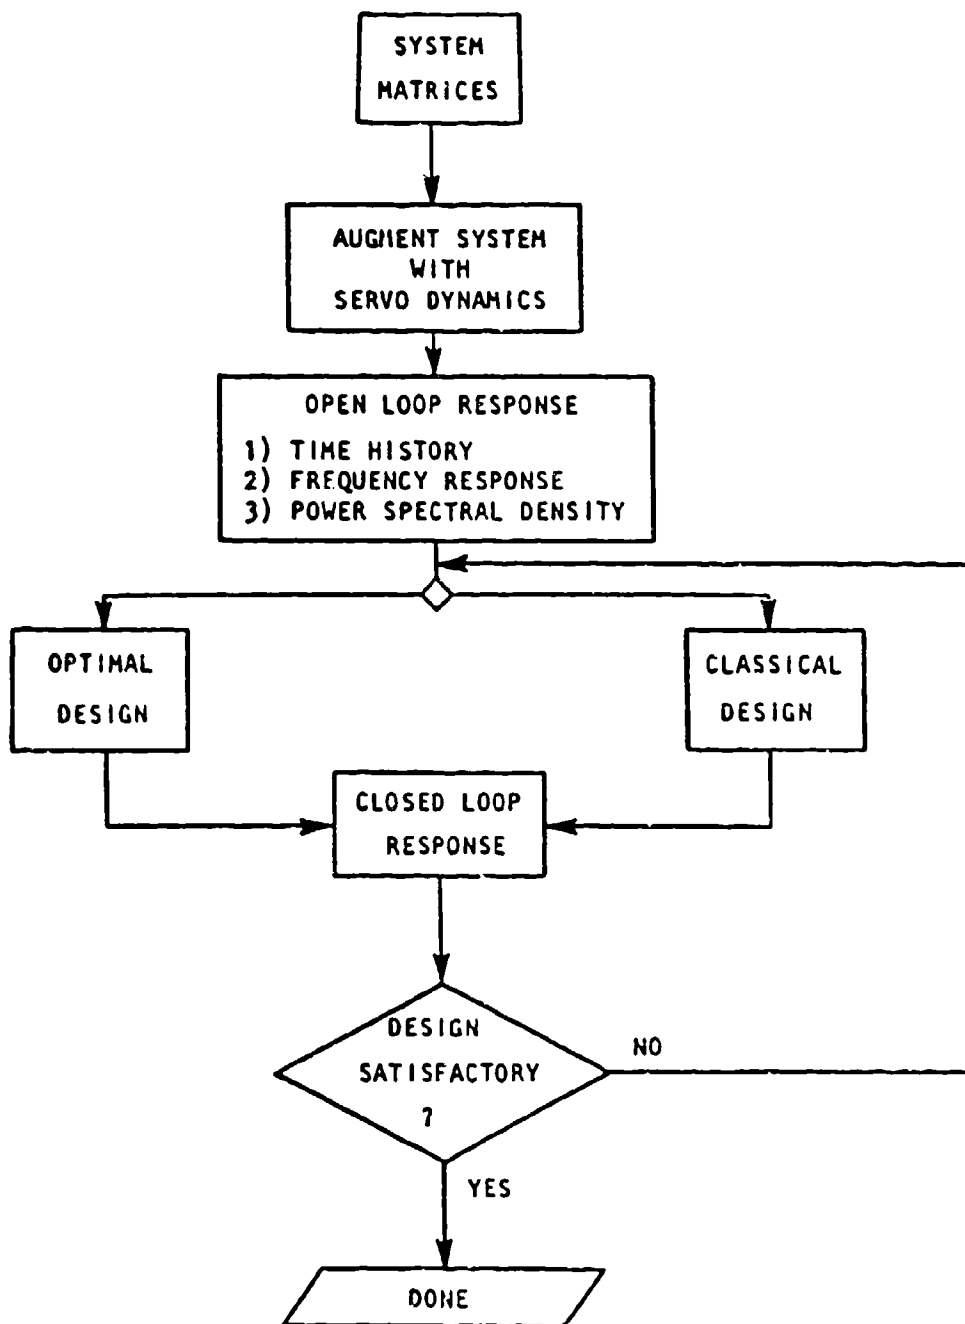 SYSTEM
MATRICES
AUGMENT SYSTEM
WITH
SERVO DYNAMICS
OPEN LOOP RESPONSE
1) TIME HISTORY
2) FREQUENCY RESPONSE
3) POWER SPECTRAL DENSITY
OPTIMAL
DESIGN
CLASSICAL
DESIGN
CLOSED LOOP
RESPONSE
DESIGN
SATISFACTORY
?
NO
YES
DONE